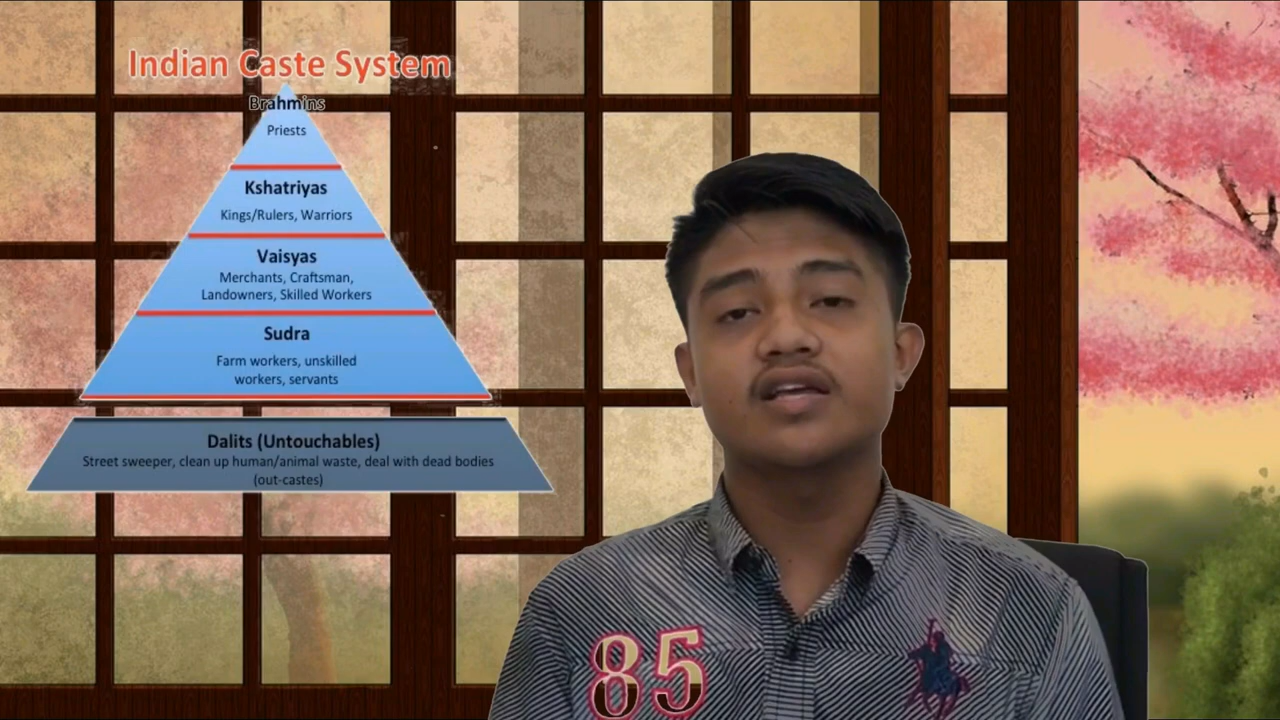 Indian Caste System
Brahmins
Priests
Kshatriyas
Kings/Rulers, Warriors
Vaisyas
Merchants, Craftsman,
Landowners, Skilled Workers
Sudra
Farm workers, unskilled
workers, servants
Dalits (Untouchables)
Street sweeper, clean up human/animal waste, deal with dead bodies
(out-castes)
85